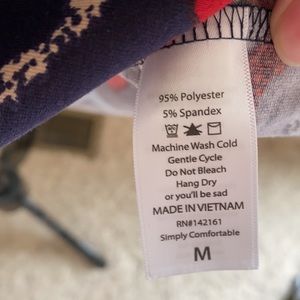 95% Polyester
5% Spandex
Machine Wash Cold
Gentle Cycle
Do Not Bleach
Hang Dry
or you'll be sad
MADE IN VIETNAM
RN#142161
Simply Comfortable
M